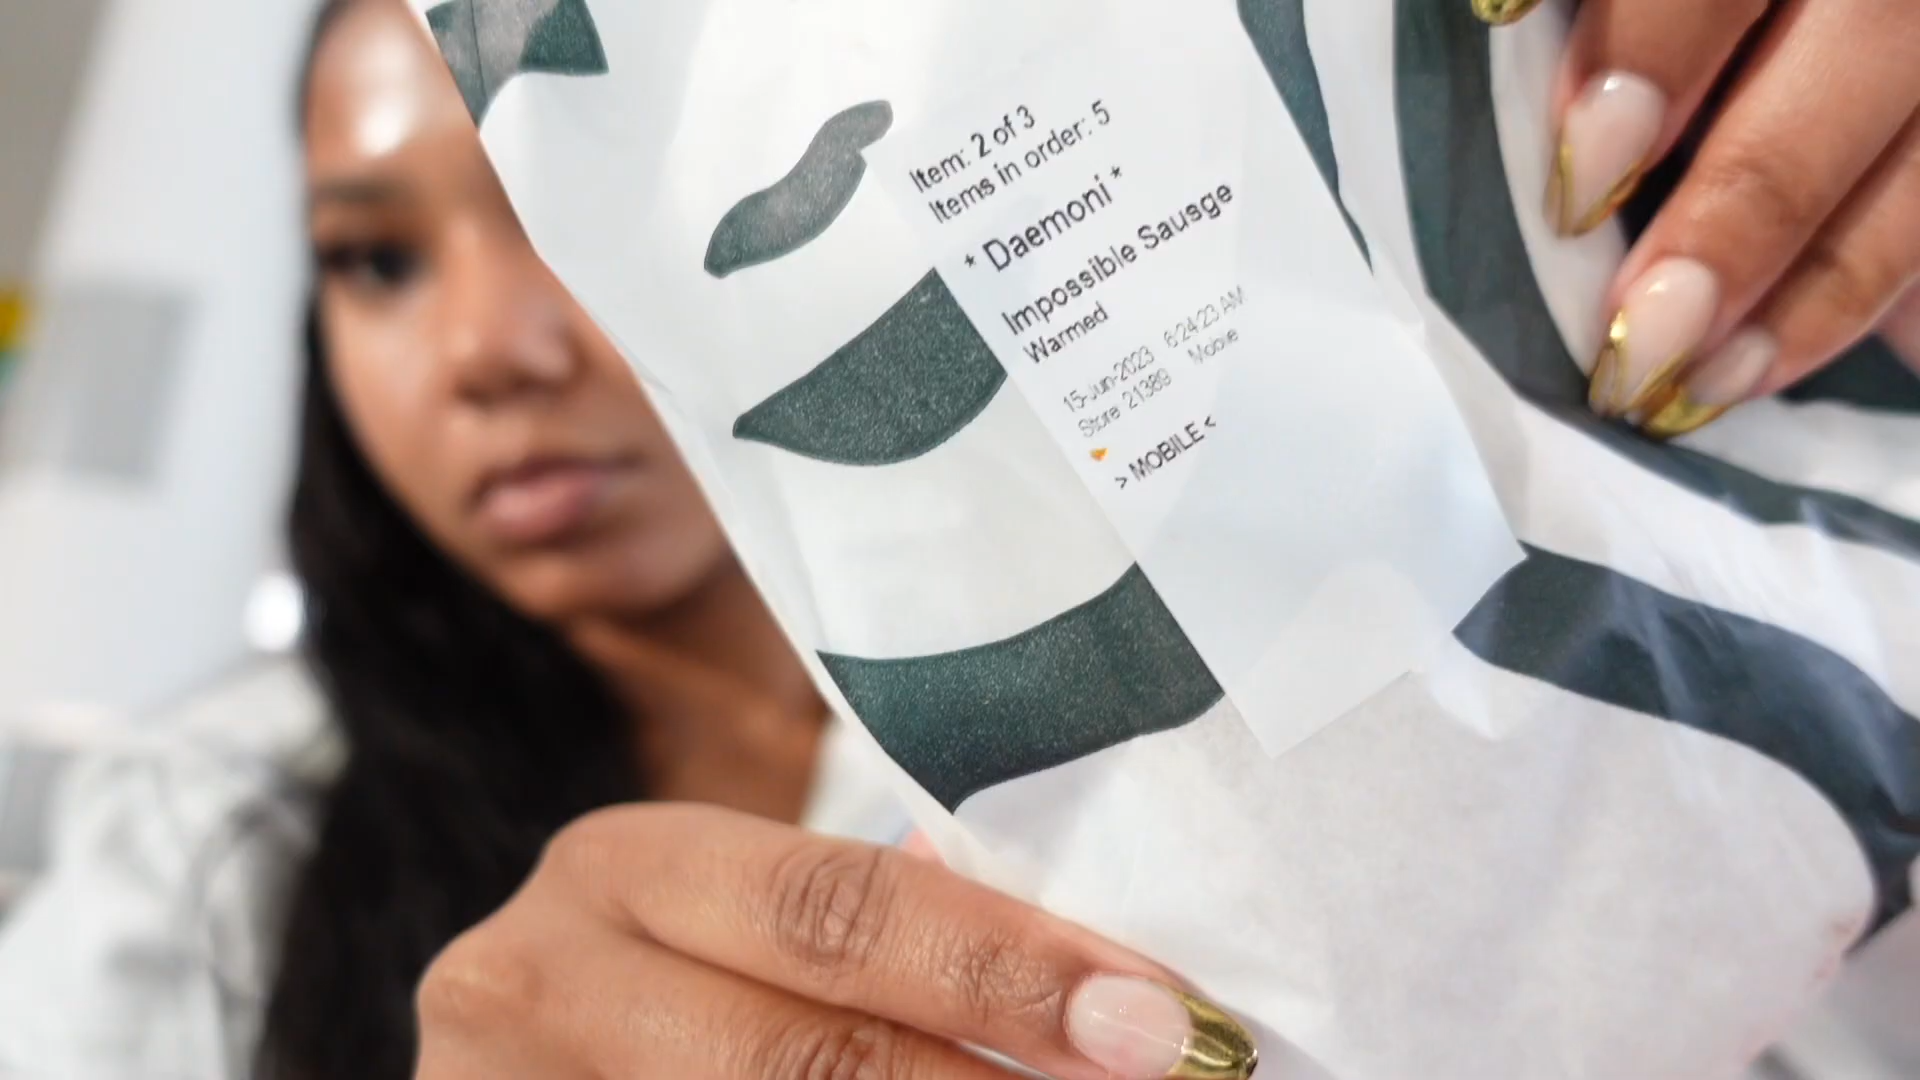 Item: 2 of 3
Items in order: 5
* Daemoni *
Impossible Sausge
Warmed
15-Jun-2023 6:24:23 AM
Store 21389 Mobile
> MOBILE <